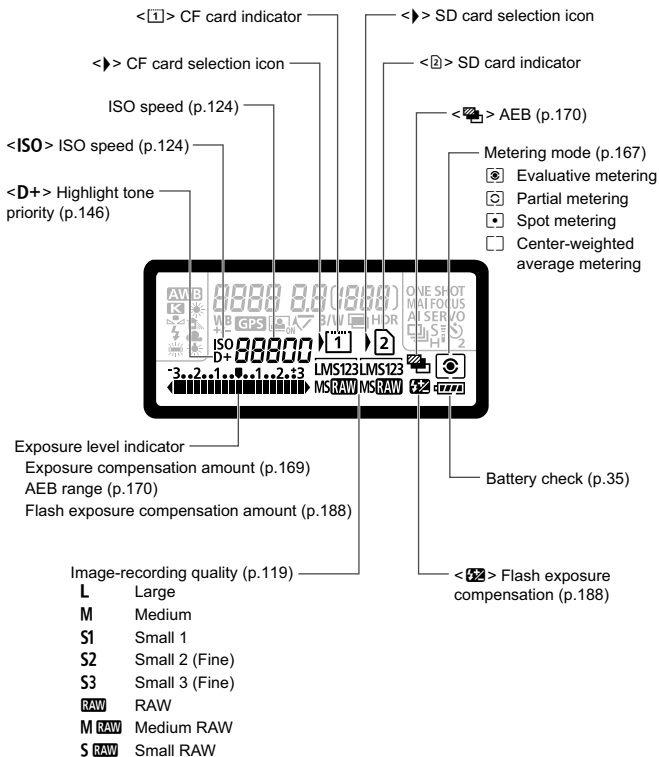 <1> CF card indicator
<> SD card selection icon
<> CF card selection icon
<2> SD card indicator
ISO speed (p.124)
<> AEB (p.170)
<ISO> ISO speed (p.124)
Metering mode (p.167)
Evaluative metering
Partial metering
Spot metering
Center-weighted
average metering
<D+> Highlight tone
priority (p.146)
AWB
8888 8.8(1888)
ONE SHOT
MAI FOCUS
AI SERVO
K
WB
+-
GPS
ON
B/W
HDR
S
H
2
ISO
D+
88800
1
2
LMS123 LMS123
-3..2..1..0..1..2.+3
MS RAW MS RAW
Exposure level indicator
Exposure compensation amount (p.169)
AEB range (p.170)
Flash exposure compensation amount (p.188)
Battery check (p.35)
Image-recording quality (p.119)
L Large
M Medium
S1 Small 1
S2 Small 2 (Fine)
S3 Small 3 (Fine)
RAW RAW
M RAW Medium RAW
S RAW Small RAW
<> Flash exposure
compensation (p.188)